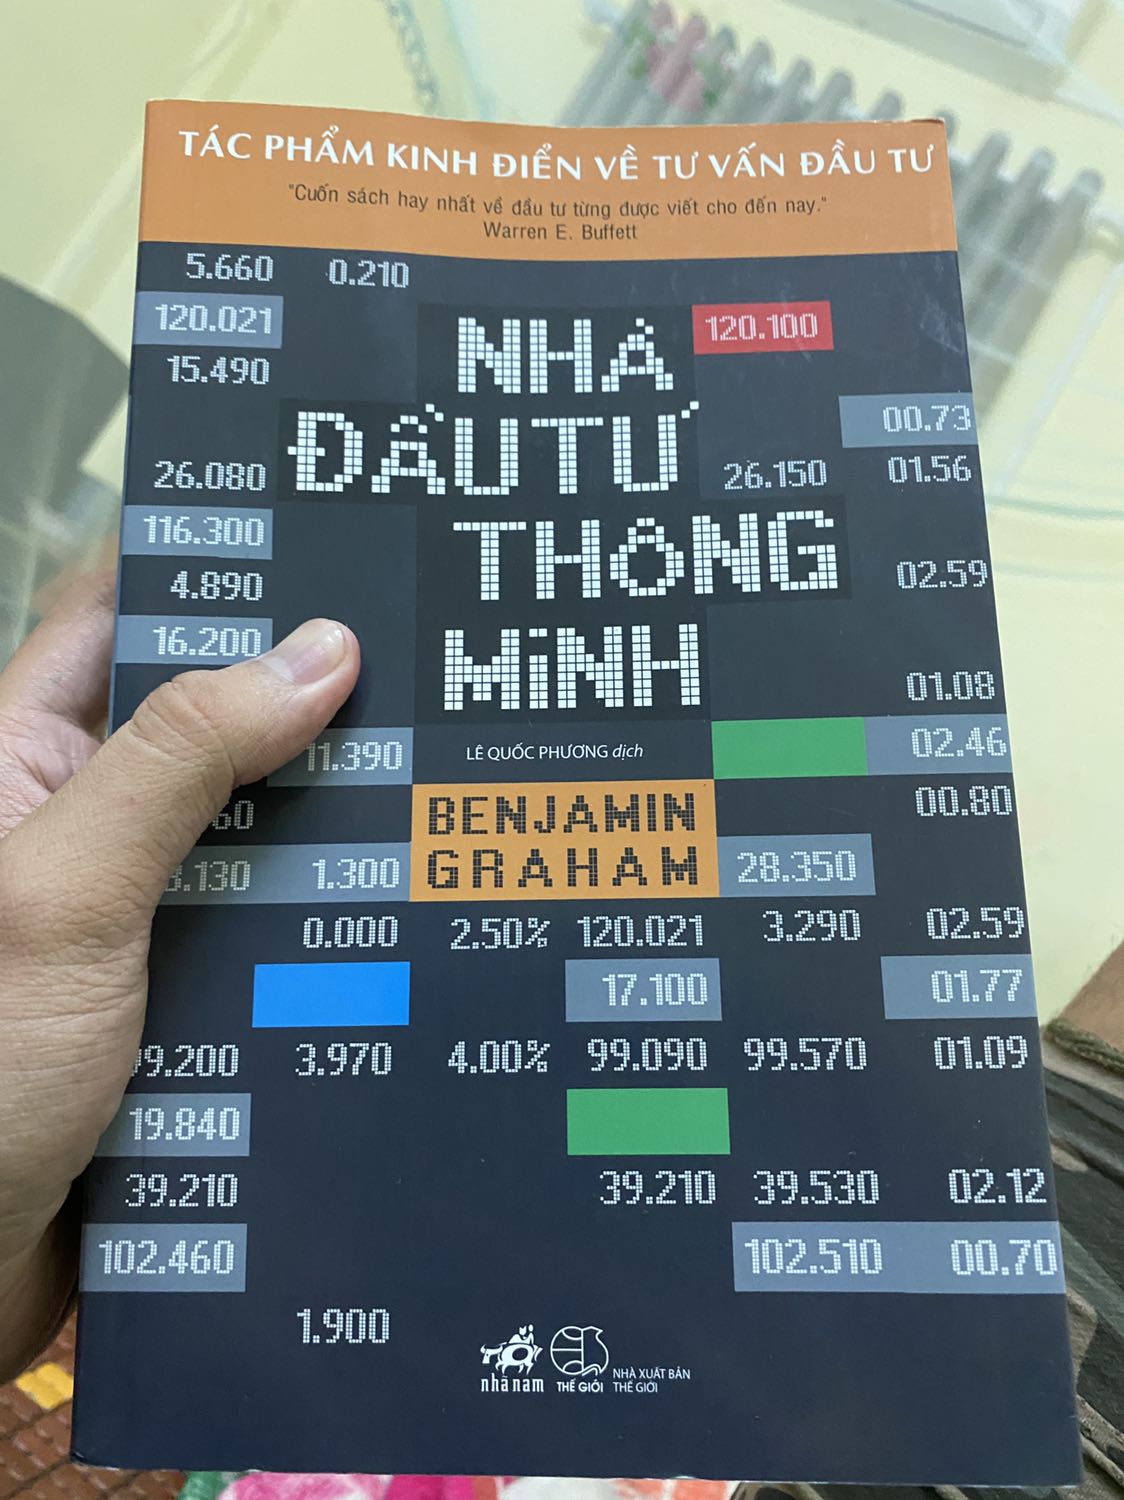 TÁC PHẨM KINH ĐIỂN VỀ TƯ VẤN ĐẦU TƯ
"Cuốn sách hay nhất về đầu tư từng được viết cho đến nay."
Warren E. Buffett
5.660 0.210
120.021 NHÀ 120.100
15.490
00.73
26.080 ĐẦU TƯ 26.150 01.56
116.300 THÔNG
4.890 02.59
16.200 MINH
01.08
11.390 LÊ QUỐC PHƯƠNG dịch 02.46
BENJAMIN 00.80
1.300 GRAHAM 28.350
0.000 2.50% 120.021 3.290 02.59
17.100 01.77
3.970 4.00% 99.090 99.570 01.09
19.840
39.210 39.210 39.530 02.12
102.460 102.510 00.70
1.900
nhã nam THẾ GIỚI NHÀ XUẤT BẢN
THẾ GIỚI